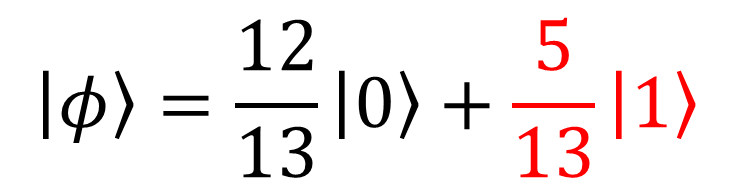 |ϕ⟩ = 12/13 |0⟩ + 5/13 |1⟩